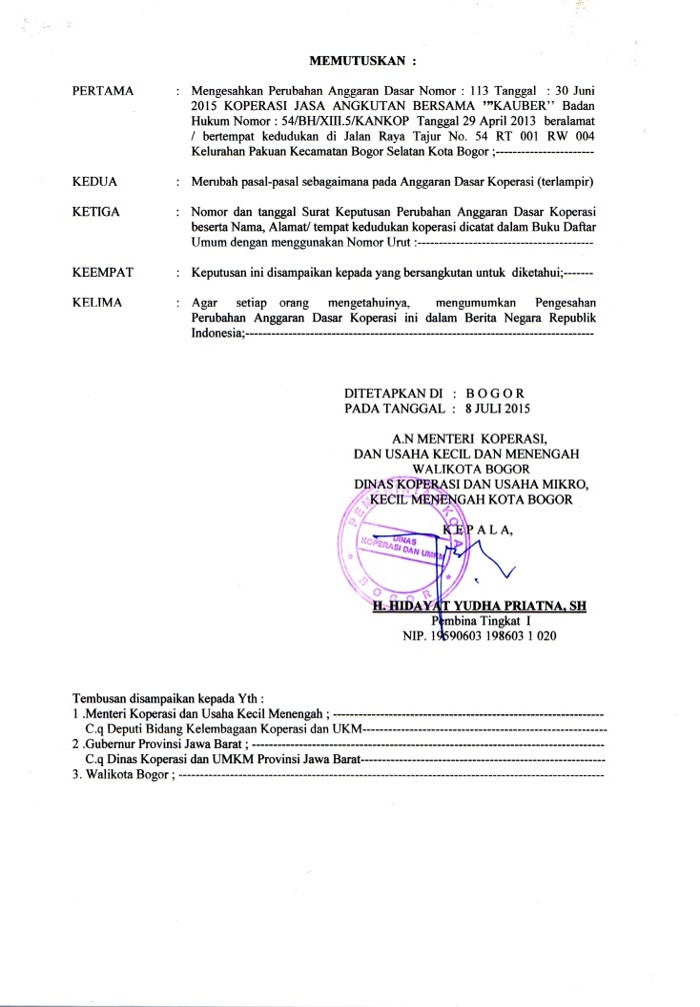 MEMUTUSKAN :
PERTAMA : Mengesahkan Perubahan Anggaran Dasar Nomor : 113 Tanggal : 30 Juni
2015 KOPERASI JASA ANGKUTAN BERSAMA '"KAUBER'' Badan
Hukum Nomor : 54/BH/XIII.5/KANKOP Tanggal 29 April 2013 beralamat
/ bertempat kedudukan di Jalan Raya Tajur No. 54 RT 001 RW 004
Kelurahan Pakuan Kecamatan Bogor Selatan Kota Bogor ;-----------------------
KEDUA : Merubah pasal-pasal sebagaimana pada Anggaran Dasar Koperasi (terlampir)
KETIGA : Nomor dan tanggal Surat Keputusan Perubahan Anggaran Dasar Koperasi
beserta Nama, Alamat/ tempat kedudukan koperasi dicatat dalam Buku Daftar
Umum dengan menggunakan Nomor Urut :-----------------------------------------
KEEMPAT : Keputusan ini disampaikan kepada yang bersangkutan untuk diketahui;-------
KELIMA : Agar setiap orang mengetahuinya, mengumumkan Pengesahan
Perubahan Anggaran Dasar Koperasi ini dalam Berita Negara Republik
Indonesia;---------------------------------------------------------------------------------
DITETAPKAN DI : B O G O R
PADA TANGGAL : 8 JULI 2015
A.N MENTERI KOPERASI,
DAN USAHA KECIL DAN MENENGAH
WALIKOTA BOGOR
DINAS KOPERASI DAN USAHA MIKRO,
KECIL MENENGAH KOTA BOGOR
K E P A L A,
DINAS
KOPERASI DAN UMKM
BOGOR
H. HIDAYAT YUDHA PRIATNA, SH
Pembina Tingkat I
NIP. 19590603 198603 1 020
Tembusan disampaikan kepada Yth :
1 .Menteri Koperasi dan Usaha Kecil Menengah ; ---------------------------------------------------------------
C.q Deputi Bidang Kelembagaan Koperasi dan UKM---------------------------------------------------------
2 .Gubernur Provinsi Jawa Barat ; ----------------------------------------------------------------------------------
C.q Dinas Koperasi dan UMKM Provinsi Jawa Barat---------------------------------------------------------
3. Walikota Bogor ; ---------------------------------------------------------------------------------------------------